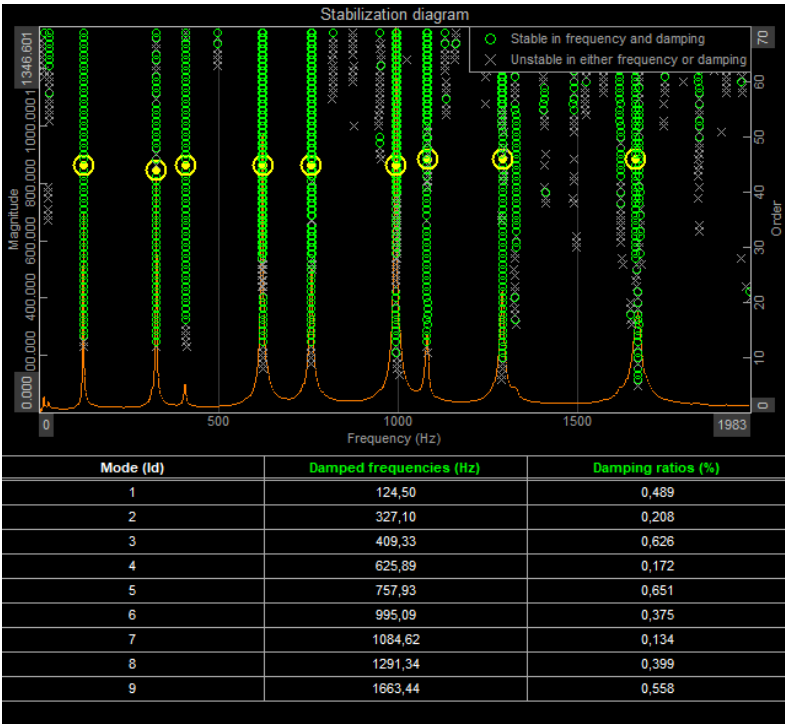 Stabilization diagram
Stable in frequency and damping
Unstable in either frequency or damping
1346.601
1000.000
800.000
600.000
400.000
0.000
Magnitude
70
60
50
40
30
20
10
0
Order
0 500 1000 1500 1983
Frequency (Hz)
Mode (Id) Damped frequencies (Hz) Damping ratios (%)
1 124,50 0,489
2 327,10 0,208
3 409,33 0,626
4 625,89 0,172
5 757,93 0,651
6 995,09 0,375
7 1084,62 0,134
8 1291,34 0,399
9 1663,44 0,558